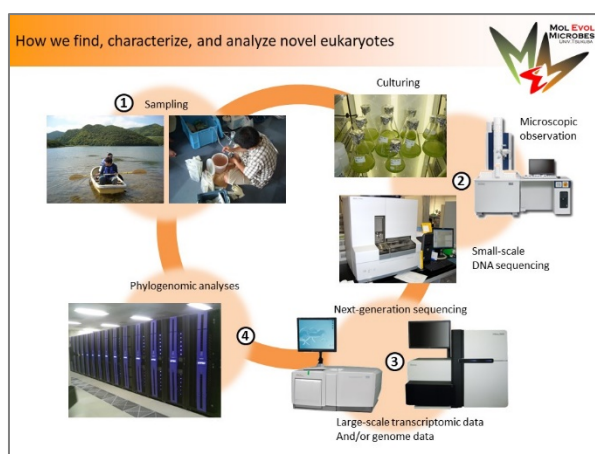 How we find, characterize, and analyze novel eukaryotes
MOL EVOL
MICROBES
UNIV TSUKUBA
1
Sampling
Culturing
Microscopic
observation
2
Small-scale
DNA sequencing
Phylogenomic analyses
Next-generation sequencing
4
3
Large-scale transcriptomic data
And/or genome data